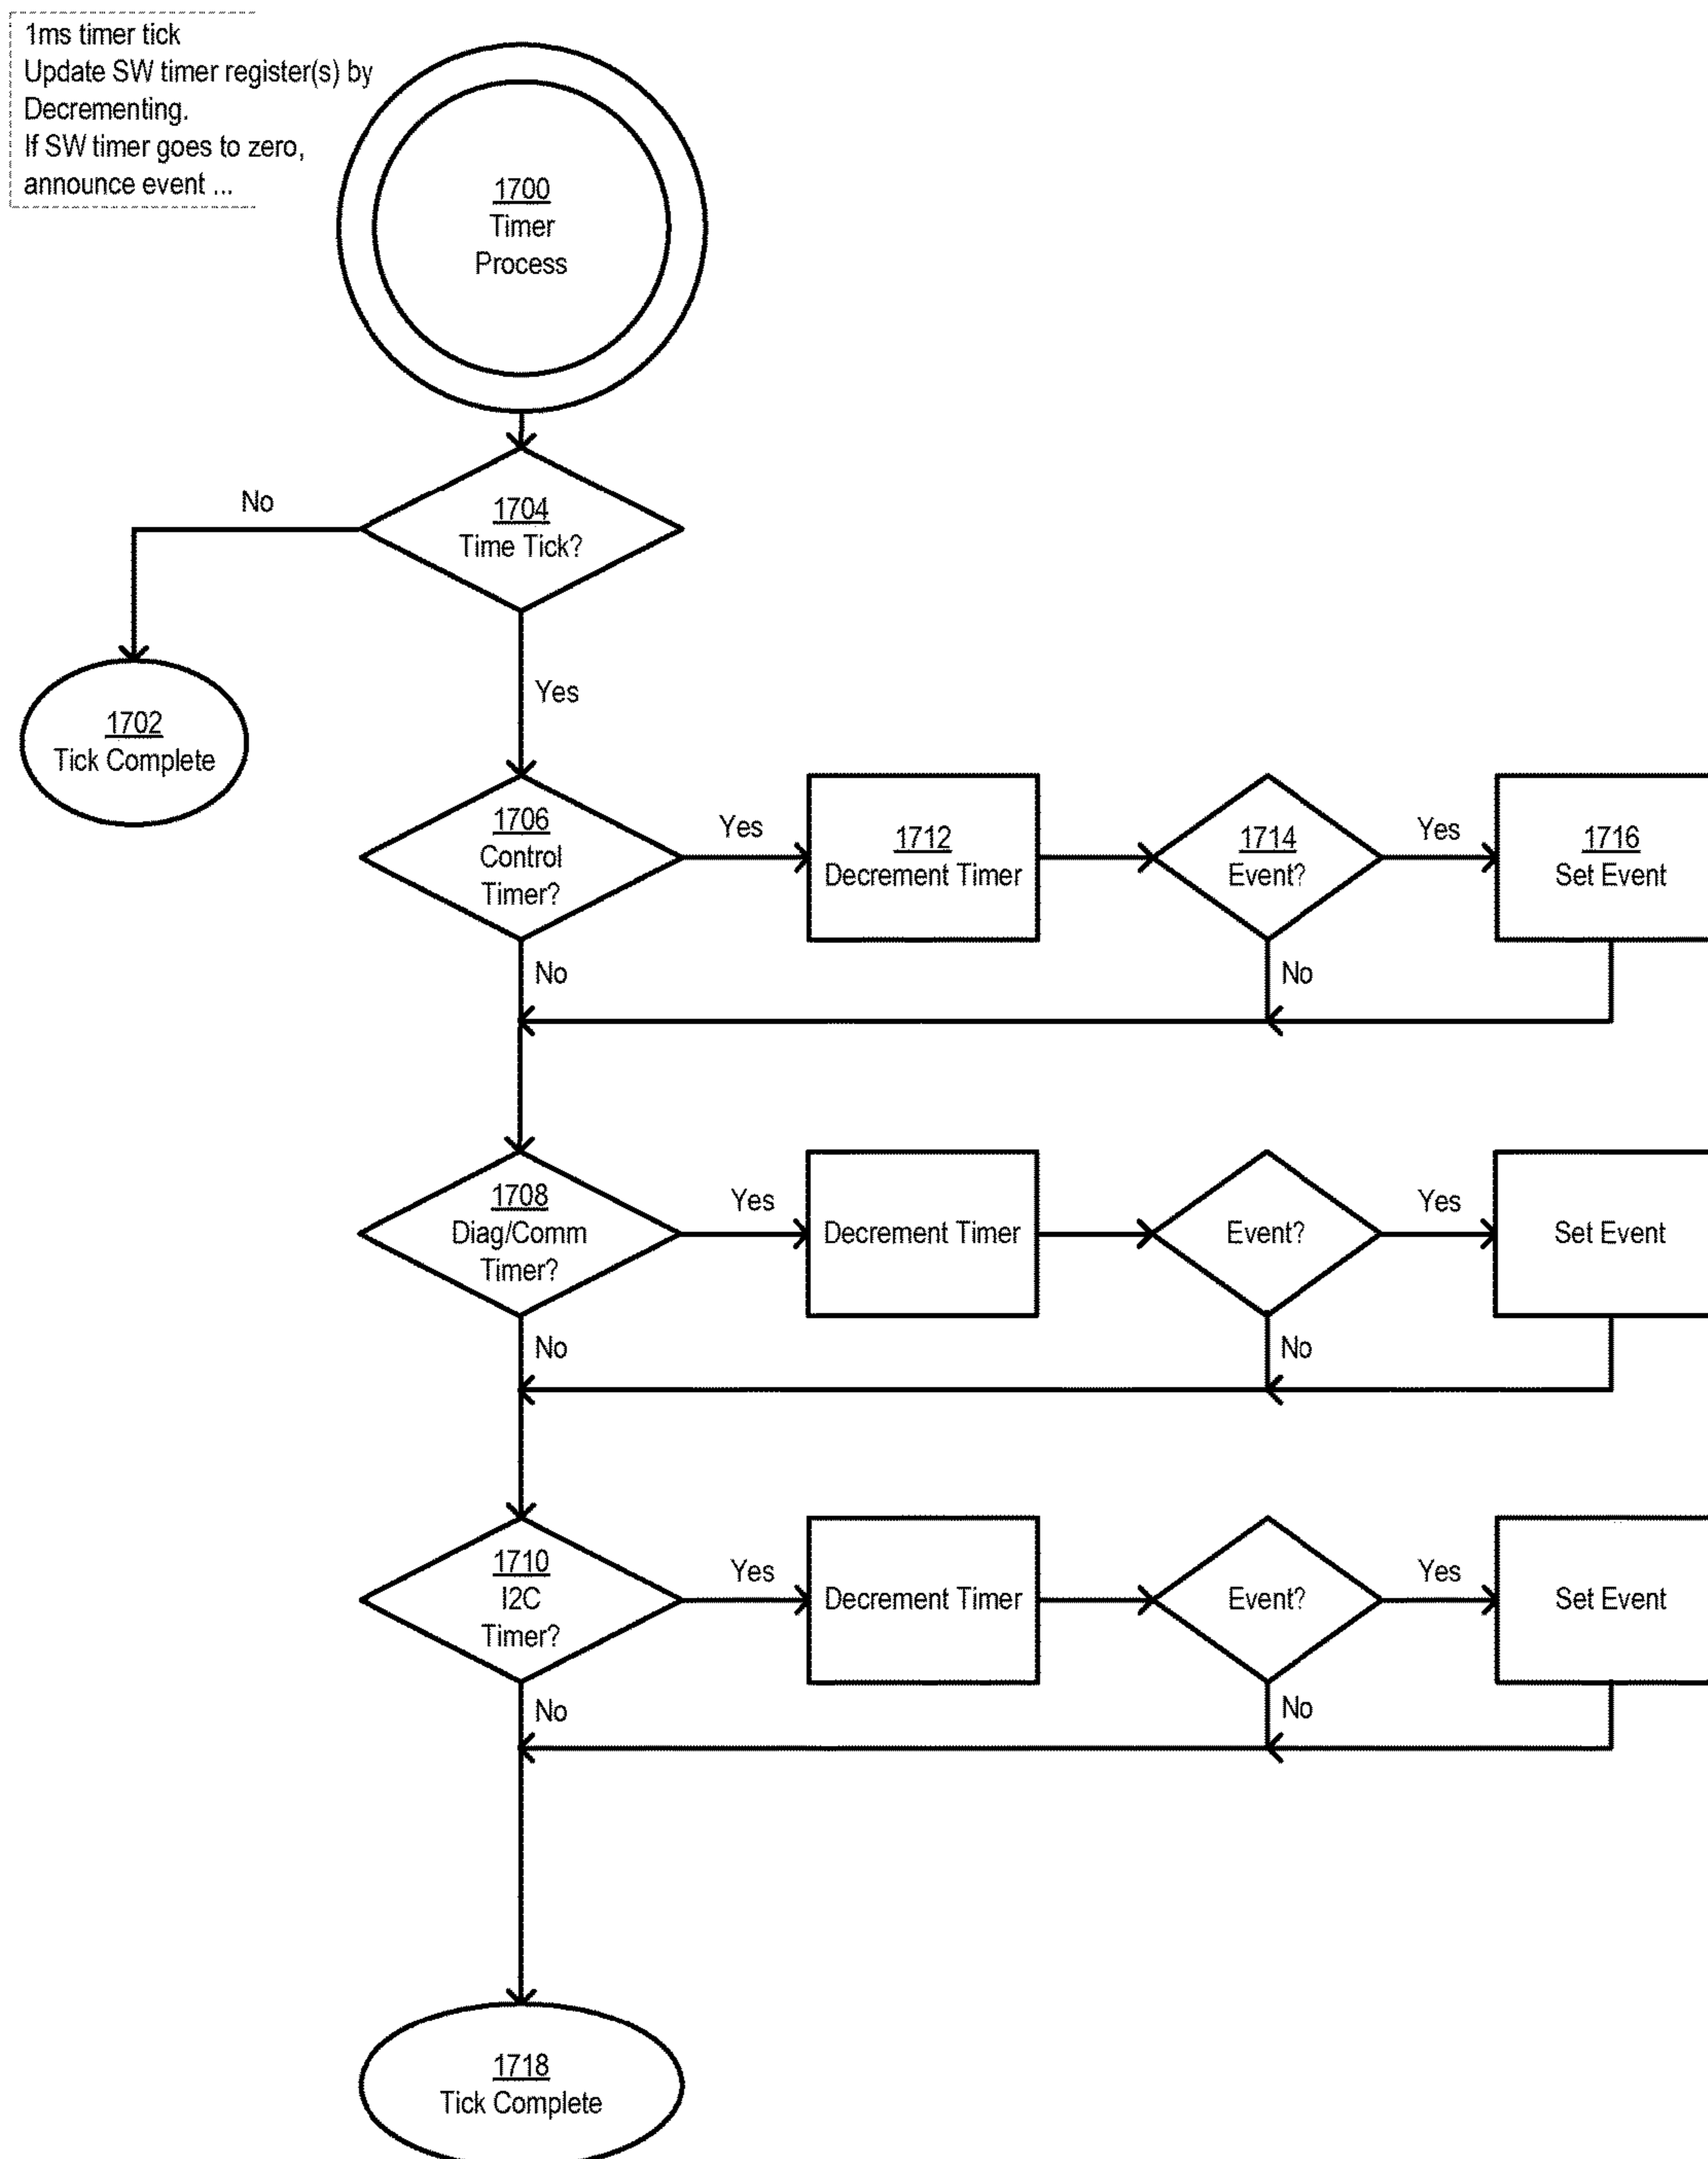 1ms timer tick
Update SW timer register(s) by
Decrementing.
If SW timer goes to zero,
announce event ...
1700
Timer
Process
No
1704
Time Tick?
Yes
1702
Tick Complete
1706
Control
Timer?
Yes
1712
Decrement Timer
1714
Event?
Yes
1716
Set Event
No
No
1708
Diag/Comm
Timer?
Yes
Decrement Timer
Event?
Yes
Set Event
No
No
1710
I2C
Timer?
Yes
Decrement Timer
Event?
Yes
Set Event
No
No
1718
Tick Complete